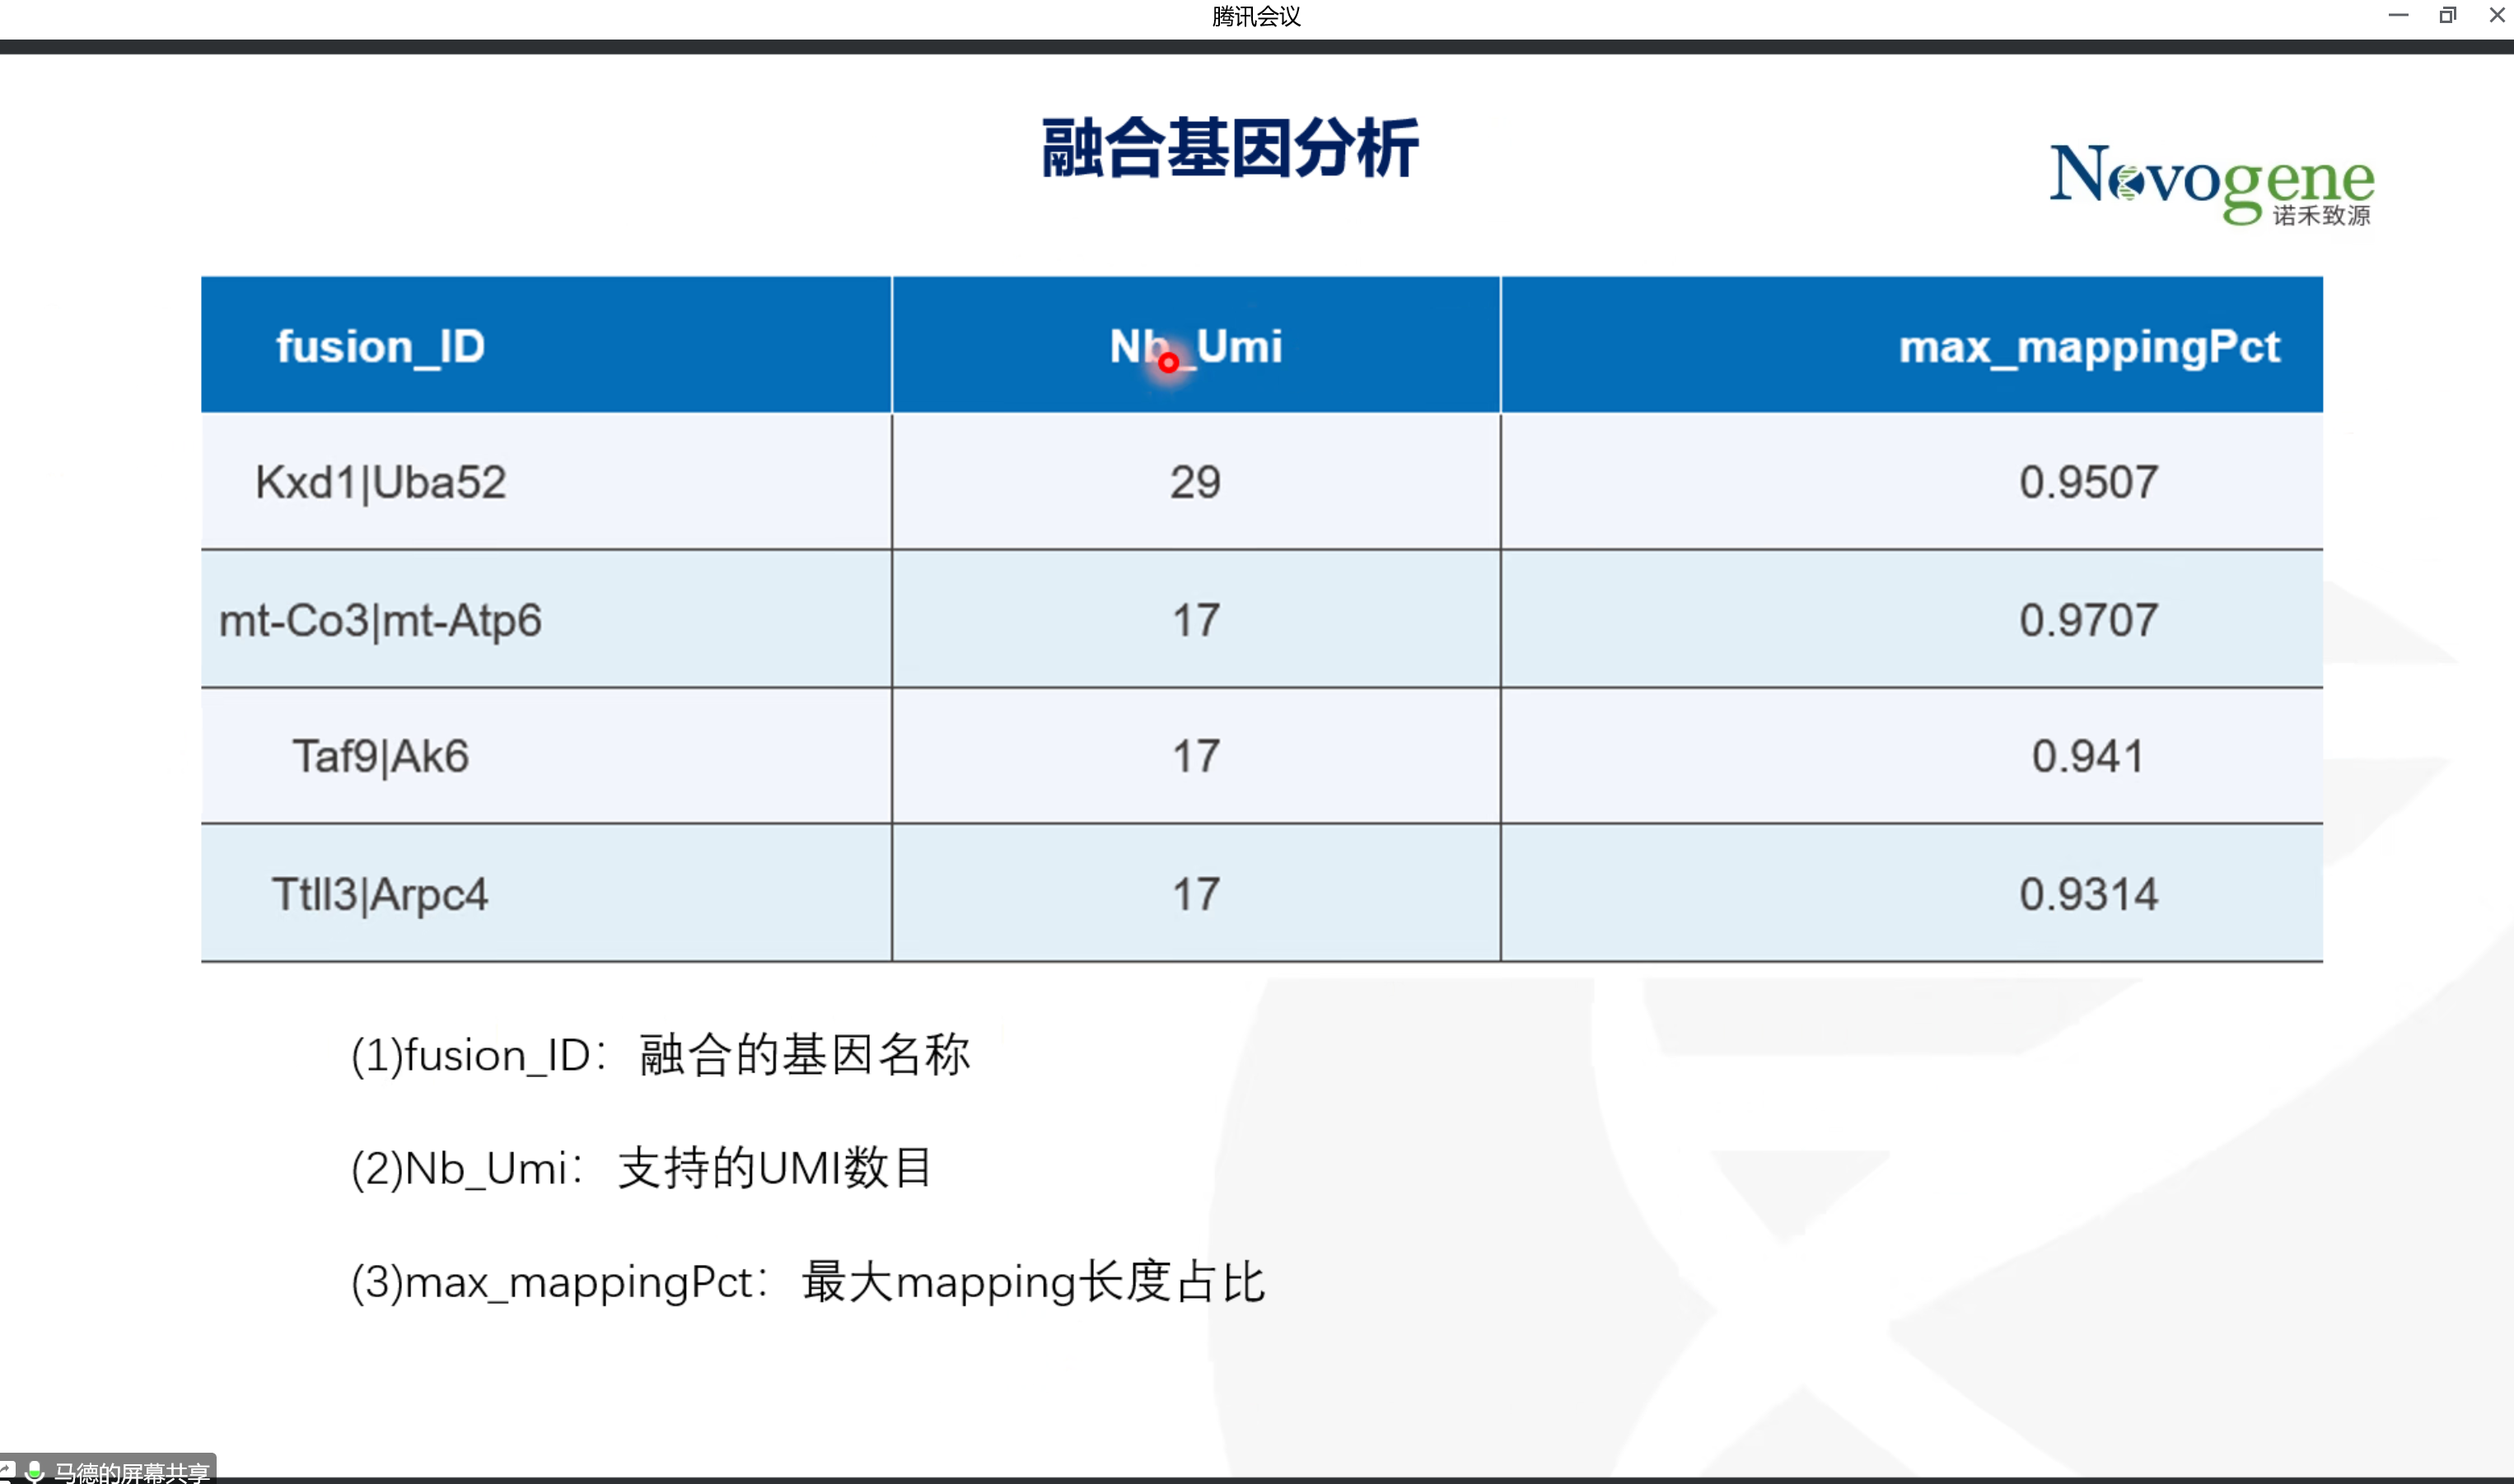 腾讯会议
融合基因分析
Novogene
诺禾致源
fusion_ID Nb_Umi max_mappingPct
Kxd1|Uba52 29 0.9507
mt-Co3|mt-Atp6 17 0.9707
Taf9|Ak6 17 0.941
Ttll3|Arpc4 17 0.9314
(1)fusion_ID：融合的基因名称
(2)Nb_Umi：支持的UMI数目
(3)max_mappingPct：最大mapping长度占比
马德的屏幕共享